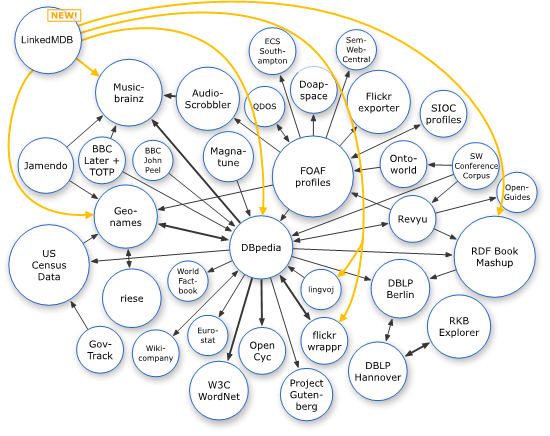 NEW!
LinkedMDB
ECS
South-
ampton
Sem-
Web-
Central
Music-
brainz
Audio-
Scrobbler
QDOS
Doap-
space
Flickr
exporter
SIOC
profiles
Jamendo
BBC
Later +
TOTP
BBC
John
Peel
Magna-
tune
FOAF
profiles
Onto-
world
SW
Conference
Corpus
Open-
Guides
Geo-
names
Revyu
US
Census
Data
DBpedia
RDF Book
Mashup
riese
World
Fact-
book
lingvoj
DBLP
Berlin
Gov-
Track
Wiki-
company
Euro-
stat
Open
Cyc
flickr
wrappr
RKB
Explorer
W3C
WordNet
Project
Guten-
berg
DBLP
Hannover